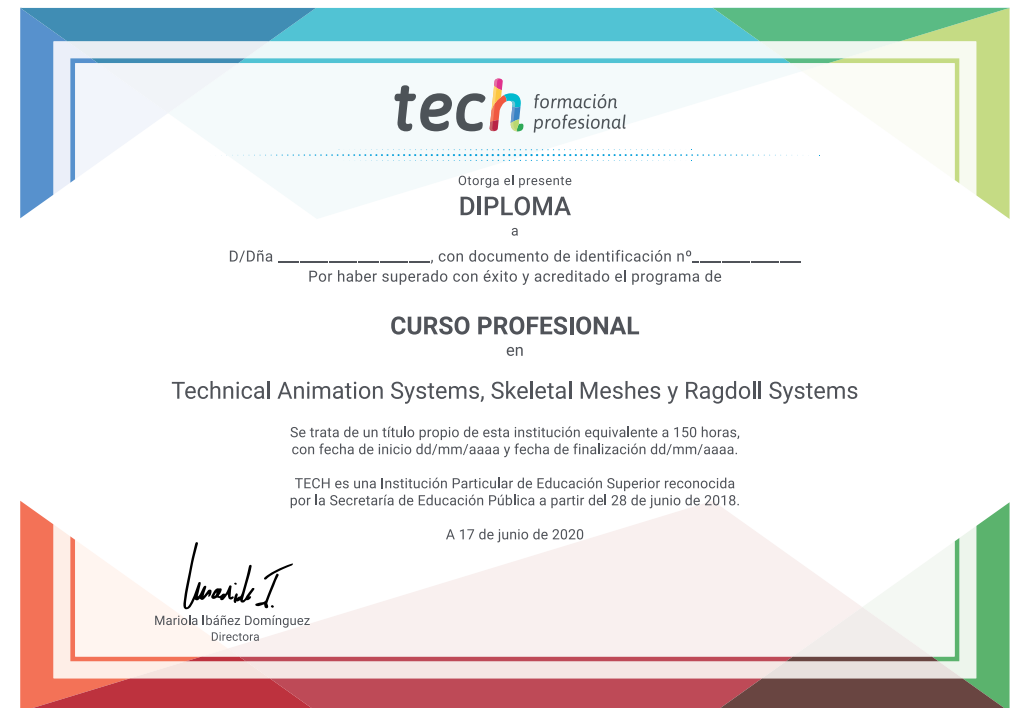 tech formación
profesional
Otorga el presente
DIPLOMA
a
D/Dña ____________________, con documento de identificación nº______________
Por haber superado con éxito y acreditado el programa de
CURSO PROFESIONAL
en
Technical Animation Systems, Skeletal Meshes y Ragdoll Systems
Se trata de un título propio de esta institución equivalente a 150 horas,
con fecha de inicio dd/mm/aaaa y fecha de finalización dd/mm/aaaa.
TECH es una Institución Particular de Educación Superior reconocida
por la Secretaría de Educación Pública a partir del 28 de junio de 2018.
A 17 de junio de 2020
Mariola Ibáñez Domínguez
Directora